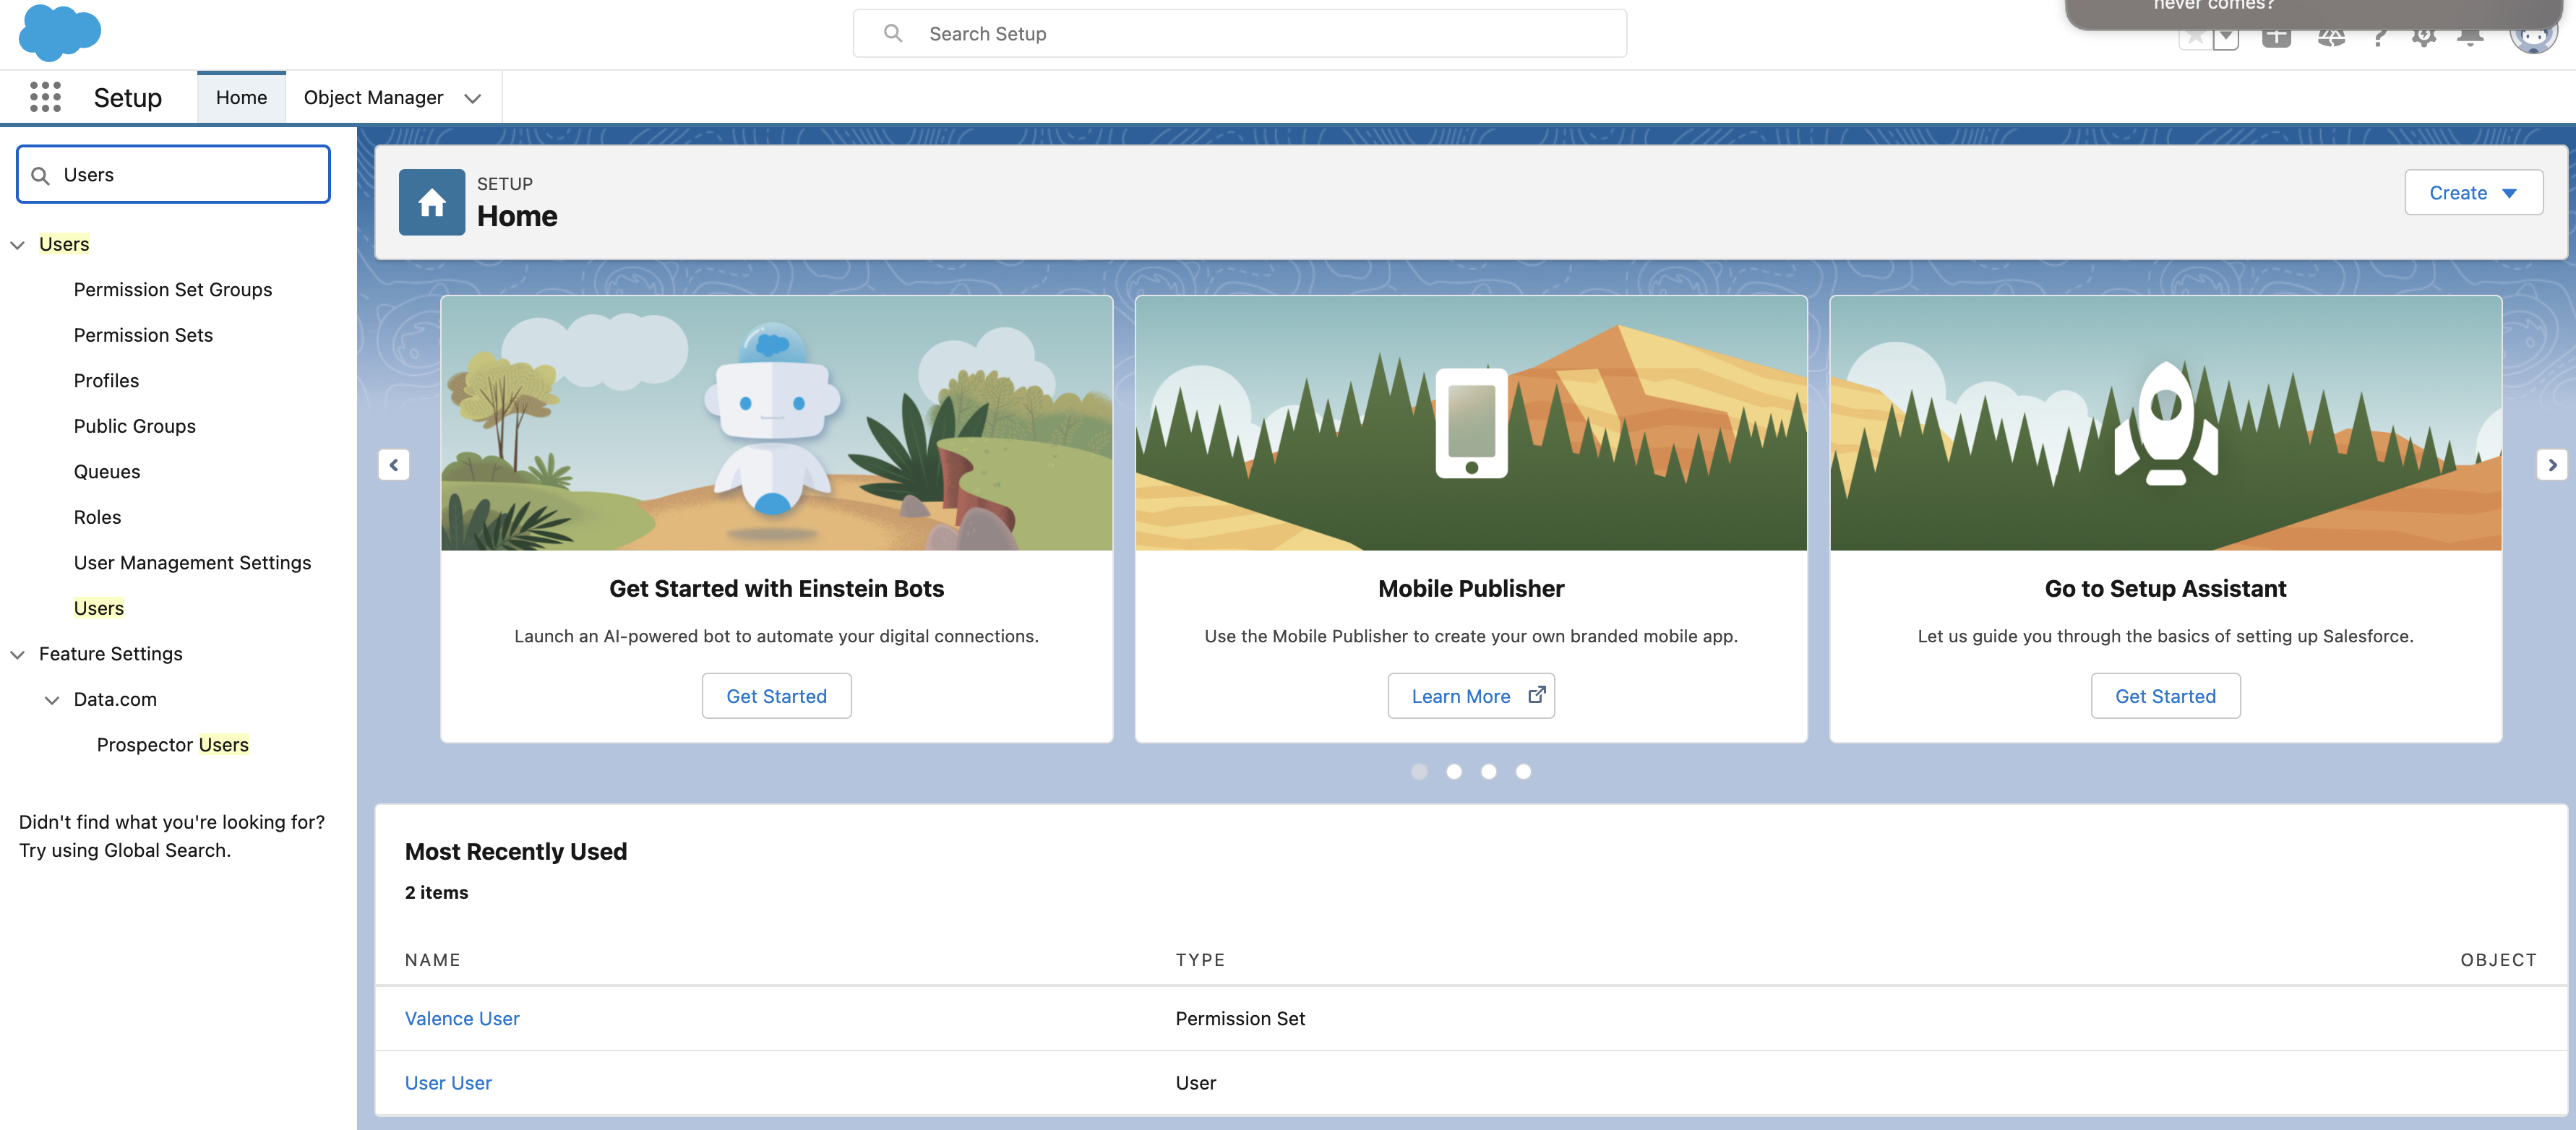 never comes?
Search Setup
Setup
Home
Object Manager
Users
Users
Permission Set Groups
Permission Sets
Profiles
Public Groups
Queues
Roles
User Management Settings
Users
Feature Settings
Data.com
Prospector Users
Didn't find what you're looking for?
Try using Global Search.
SETUP
Home
Create
Get Started with Einstein Bots
Launch an AI-powered bot to automate your digital connections.
Get Started
Mobile Publisher
Use the Mobile Publisher to create your own branded mobile app.
Learn More
Go to Setup Assistant
Let us guide you through the basics of setting up Salesforce.
Get Started
Most Recently Used
2 items
NAME TYPE OBJECT
Valence User Permission Set
User User User